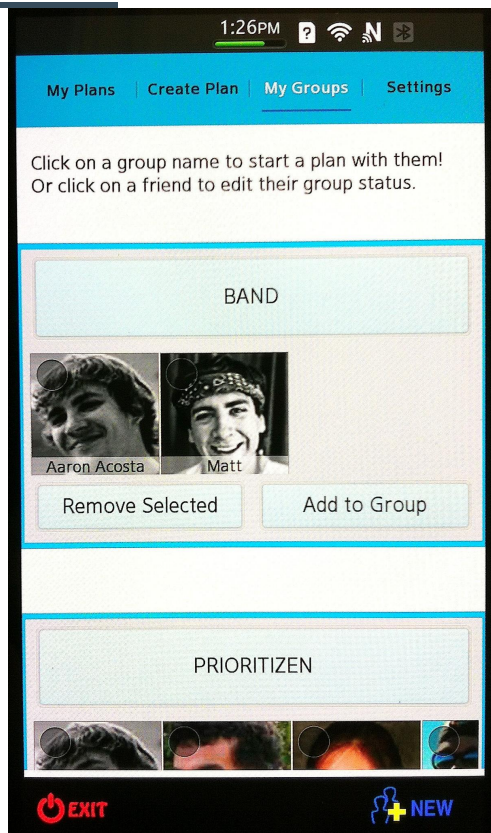 1:26PM
?
N
My Plans
Create Plan
My Groups
Settings
Click on a group name to start a plan with them!
Or click on a friend to edit their group status.
BAND
Aaron Acosta
Matt
Remove Selected
Add to Group
PRIORITIZEN
EXIT
NEW